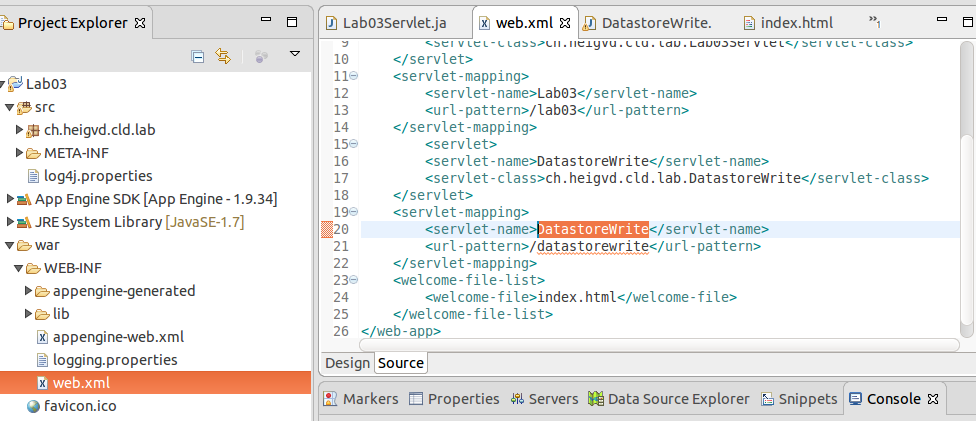 Project Explorer
Lab03
src
ch.heigvd.cld.lab
META-INF
log4j.properties
App Engine SDK [App Engine - 1.9.34]
JRE System Library [JavaSE-1.7]
war
WEB-INF
appengine-generated
lib
appengine-web.xml
logging.properties
web.xml
favicon.ico
Lab03Servlet.ja web.xml DatastoreWrite. index.html »1
9 <servlet-class>ch.heigvd.cld.lab.Lab03Servlet</servlet-class>
10 </servlet>
11 <servlet-mapping>
12 <servlet-name>Lab03</servlet-name>
13 <url-pattern>/lab03</url-pattern>
14 </servlet-mapping>
15 <servlet>
16 <servlet-name>DatastoreWrite</servlet-name>
17 <servlet-class>ch.heigvd.cld.lab.DatastoreWrite</servlet-class>
18 </servlet>
19 <servlet-mapping>
20 <servlet-name>DatastoreWrite</servlet-name>
21 <url-pattern>/datastorewrite</url-pattern>
22 </servlet-mapping>
23 <welcome-file-list>
24 <welcome-file>index.html</welcome-file>
25 </welcome-file-list>
26 </web-app>
Design Source
Markers Properties Servers Data Source Explorer Snippets Console